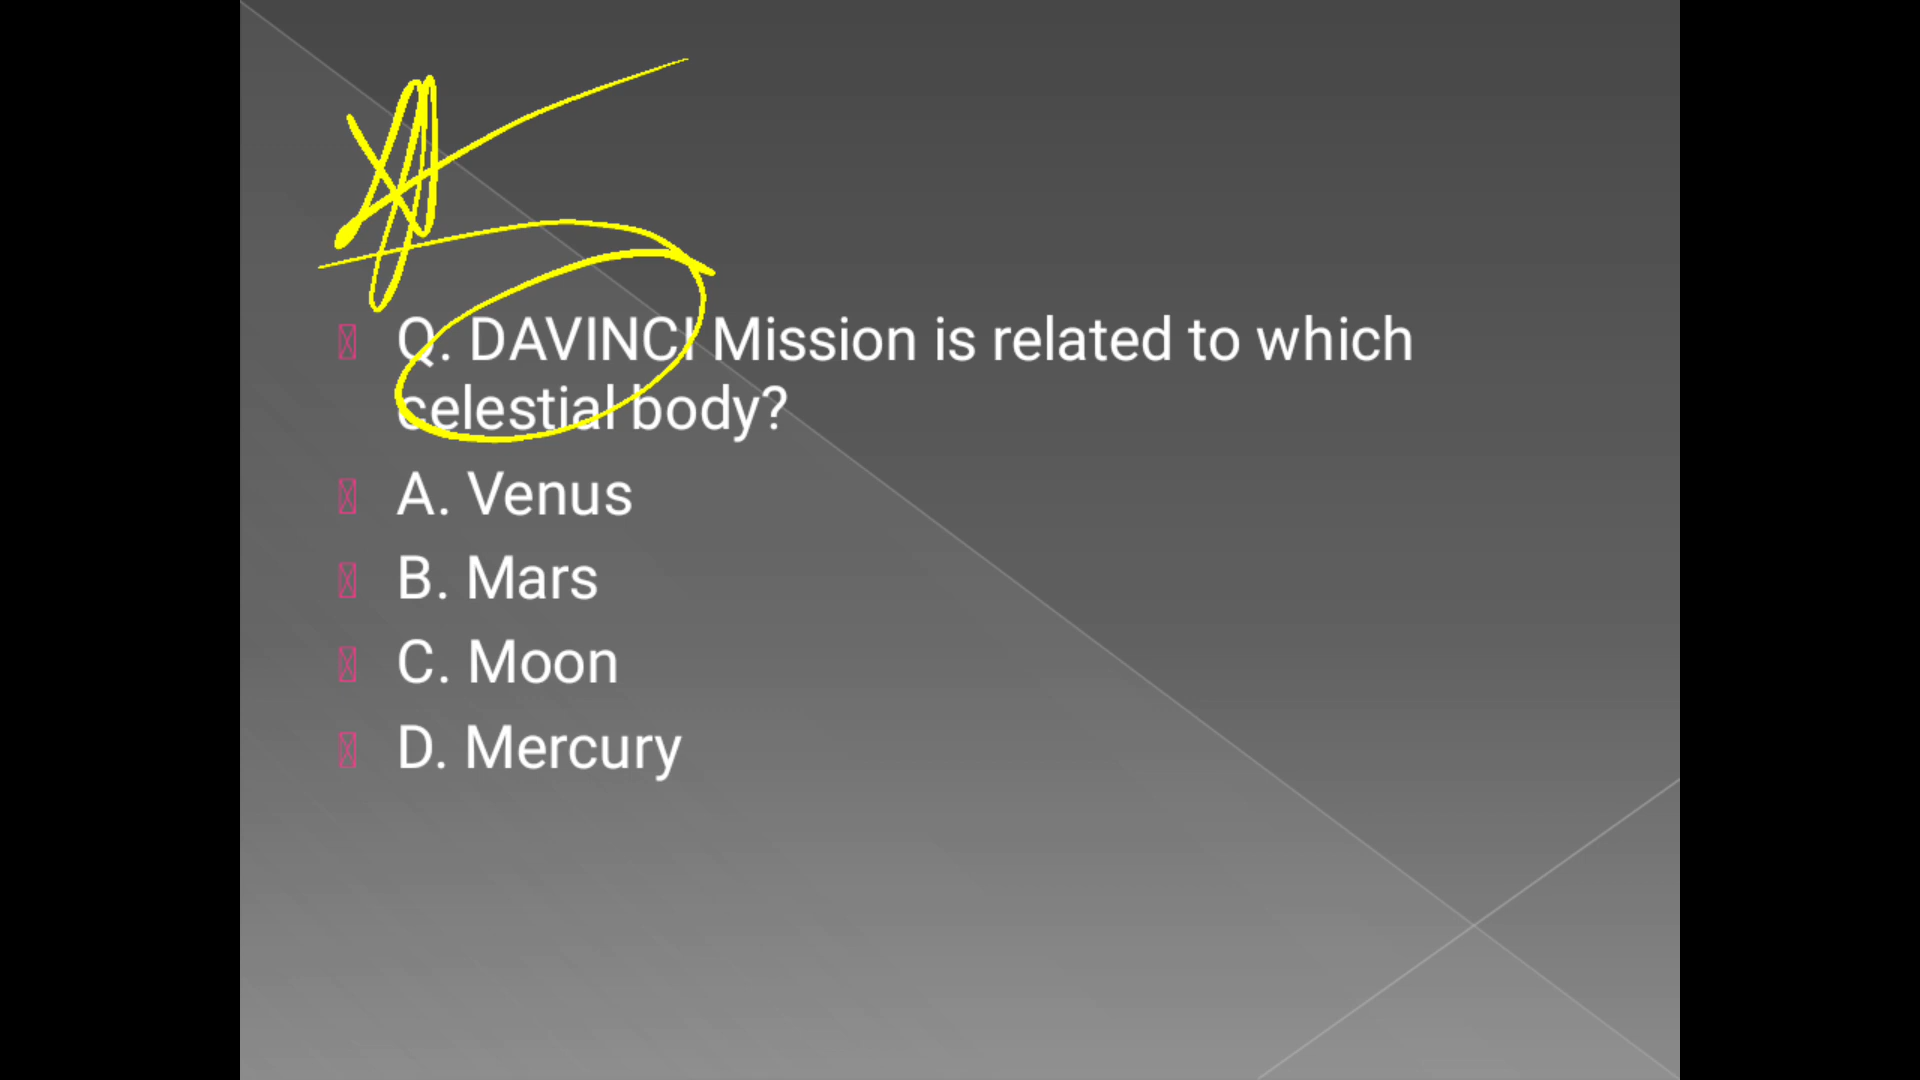 Q. DAVINCI Mission is related to which
celestial body?
A. Venus
B. Mars
C. Moon
D. Mercury